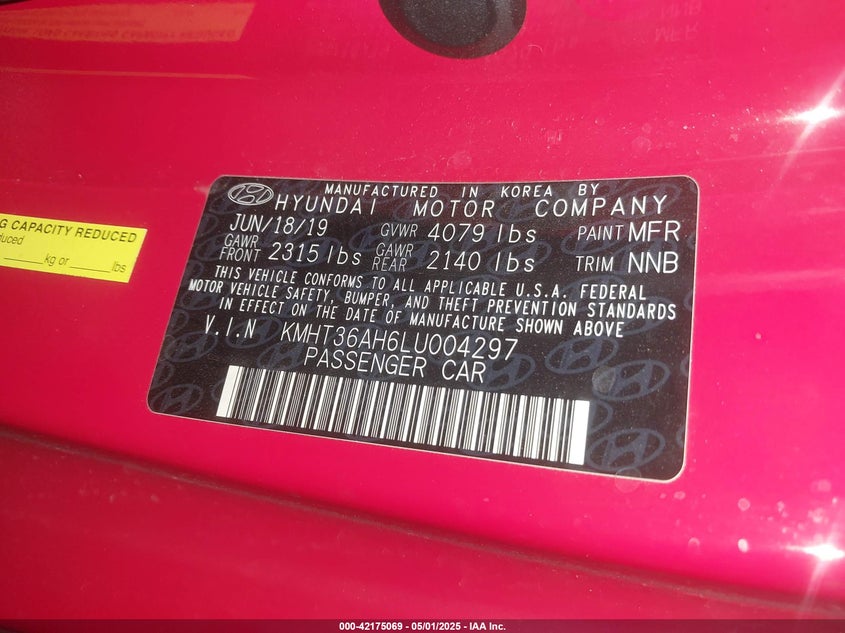 MANUFACTURED IN KOREA BY
HYUNDAI MOTOR COMPANY
JUN/18/19 GVWR 4079 lbs PAINT MFR
GAWR FRONT 2315 lbs GAWR REAR 2140 lbs TRIM NNB
THIS VEHICLE CONFORMS TO ALL APPLICABLE U.S.A. FEDERAL
MOTOR VEHICLE SAFETY, BUMPER, AND THEFT PREVENTION STANDARDS
IN EFFECT ON THE DATE OF MANUFACTURE SHOWN ABOVE
V.I.N KMHT36AH6LU004297
PASSENGER CAR
G CAPACITY REDUCED
duced
_____kg or _____lbs
000-42175069 - 05/01/2025 - IAA Inc.